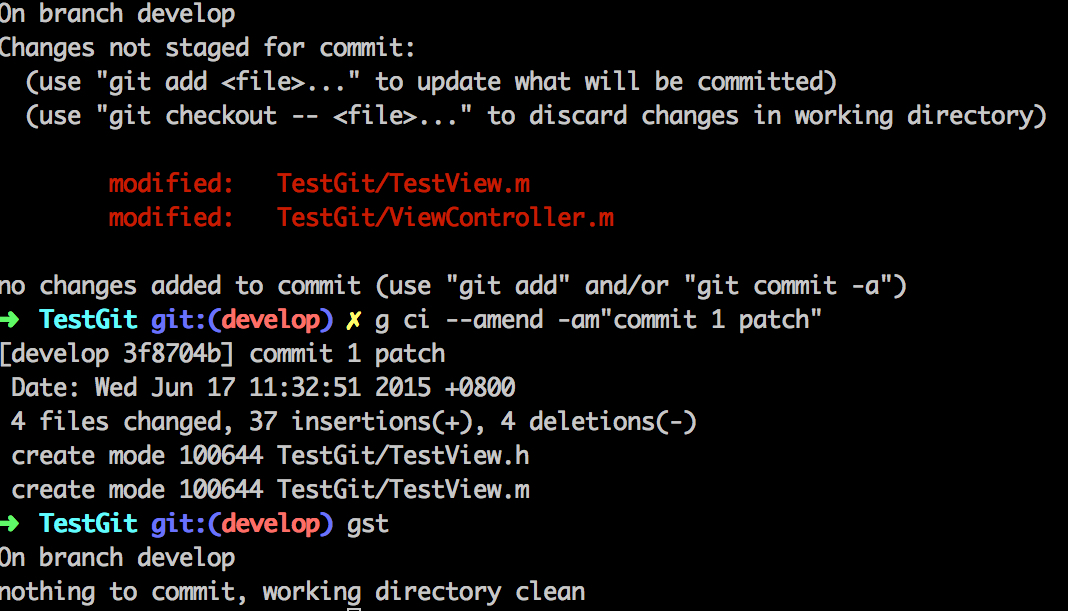 On branch develop
Changes not staged for commit:
(use "git add <file>..." to update what will be committed)
(use "git checkout -- <file>..." to discard changes in working directory)
modified: TestGit/TestView.m
modified: TestGit/ViewController.m
no changes added to commit (use "git add" and/or "git commit -a")
➜ TestGit git:(develop) ✗ g ci --amend -am"commit 1 patch"
[develop 3f8704b] commit 1 patch
Date: Wed Jun 17 11:32:51 2015 +0800
4 files changed, 37 insertions(+), 4 deletions(-)
create mode 100644 TestGit/TestView.h
create mode 100644 TestGit/TestView.m
➜ TestGit git:(develop) gst
On branch develop
nothing to commit, working directory clean